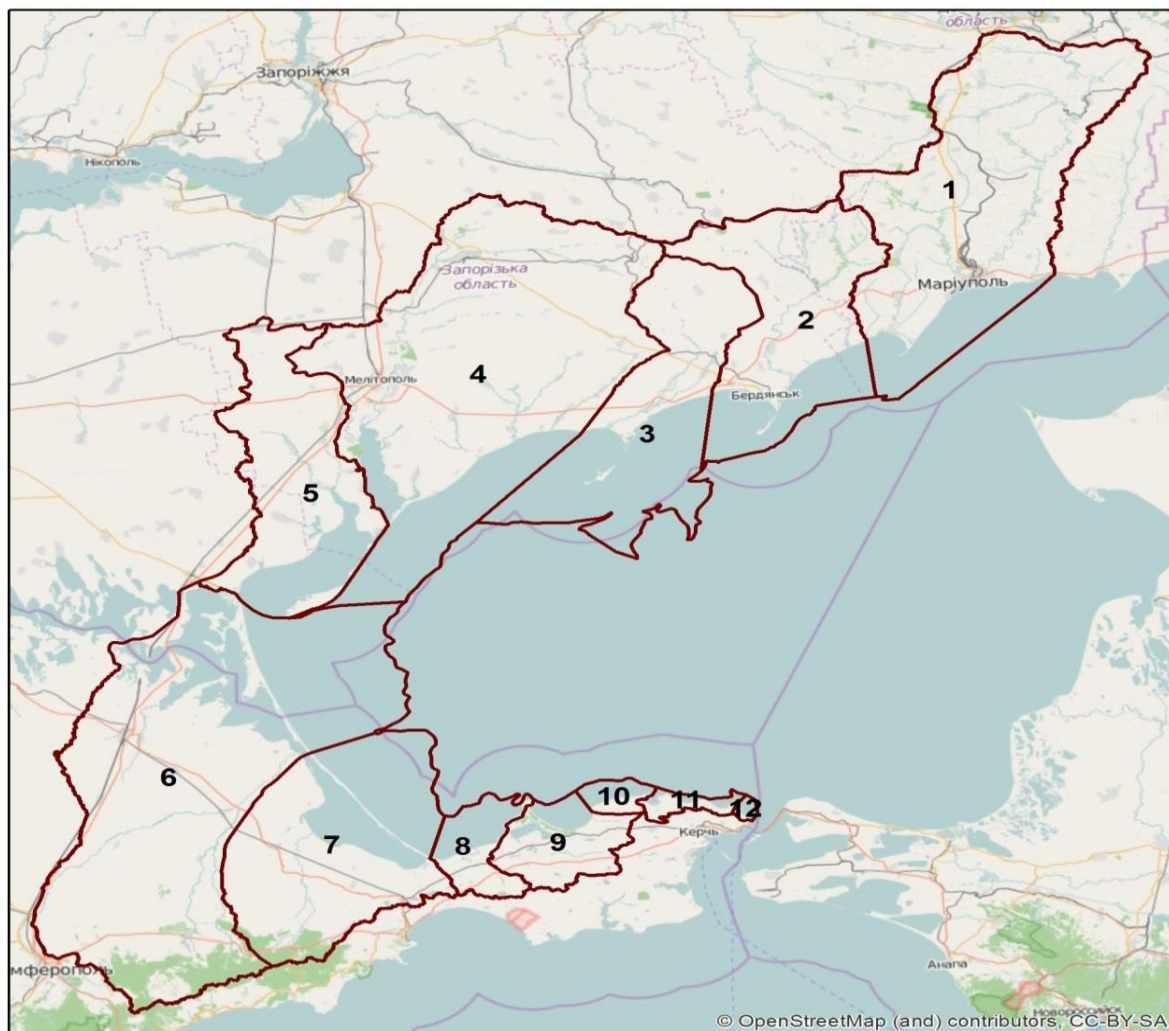 область
Запоріжжя
Нікополь
1
Запорізька
область
Маріуполь
2
4
Мелітополь
Бердянськ
3
5
6
10
11
12
Керчь
7
8
9
мферополь
Анапа
Новороссийск
© OpenStreetMap (and) contributors, CC-BY-SA